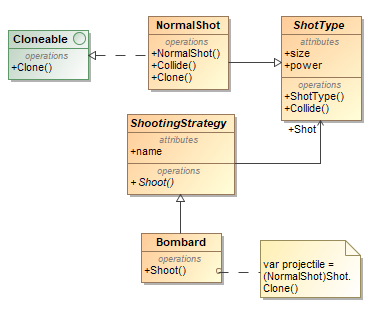 Cloneable
operations
+Clone()
NormalShot
operations
+NormalShot()
+Collide()
+Clone()
ShotType
attributes
+size
+power
operations
+ShotType()
+Collide()
+Shot
ShootingStrategy
attributes
+name
operations
+Shoot()
Bombard
operations
+Shoot()
var projectile =
(NormalShot)Shot.
Clone()